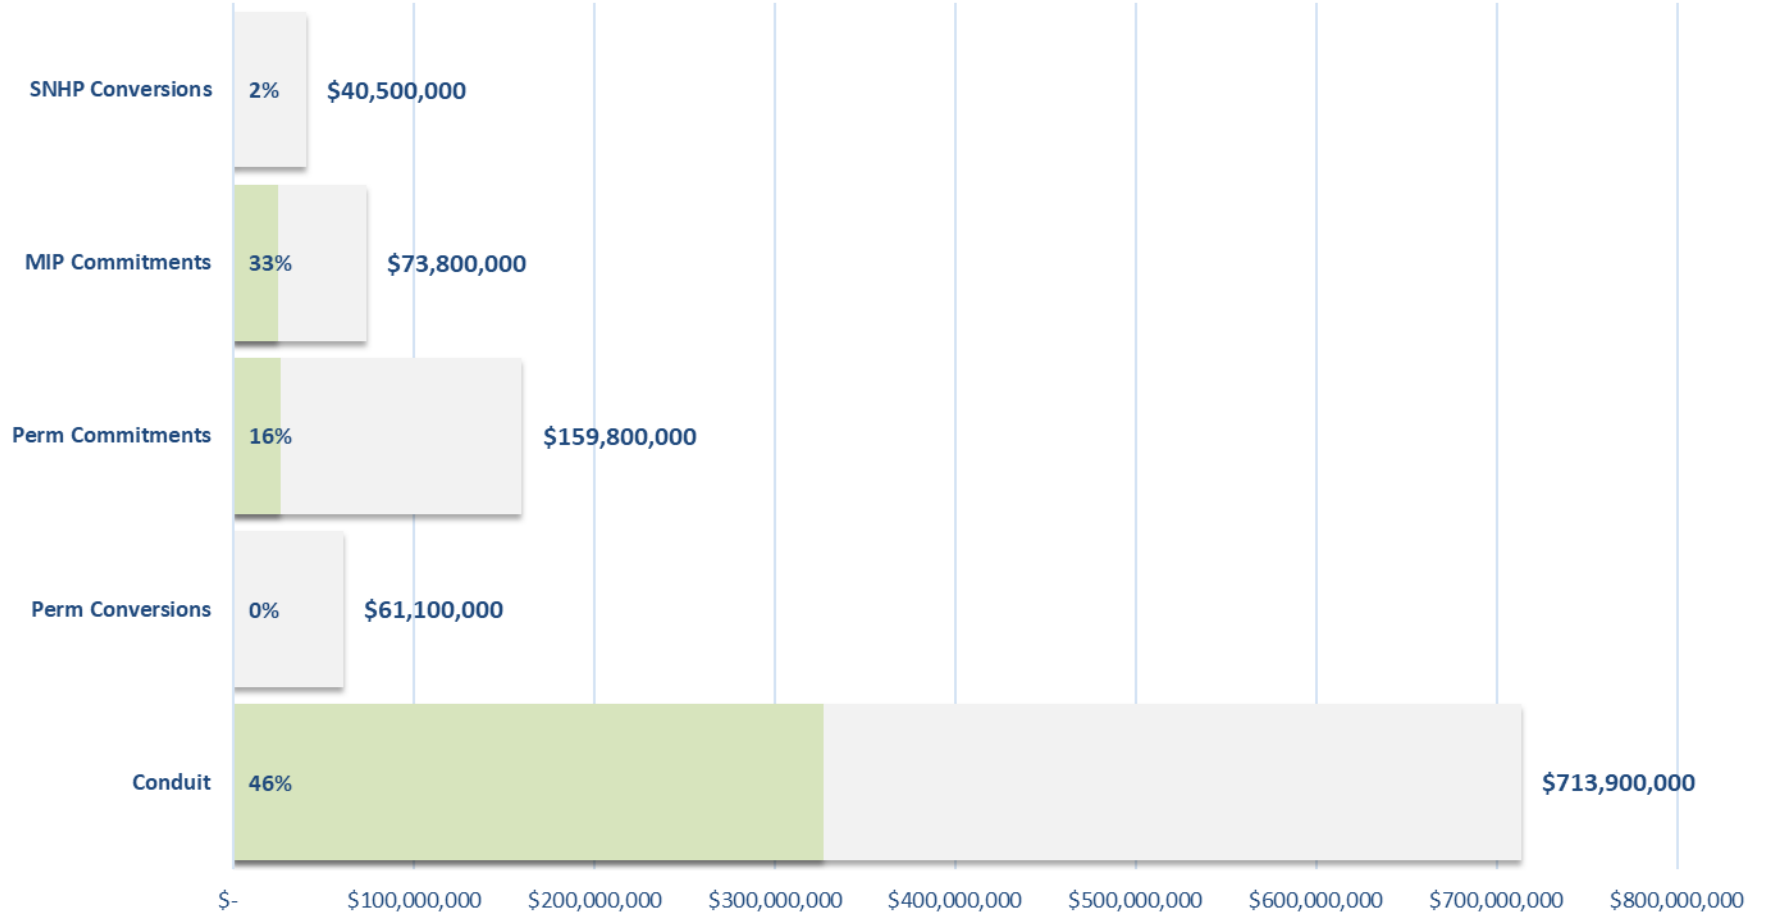 SNHP Conversions 2% $40,500,000
MIP Commitments 33% $73,800,000
Perm Commitments 16% $159,800,000
Perm Conversions 0% $61,100,000
Conduit 46% $713,900,000
$- $100,000,000 $200,000,000 $300,000,000 $400,000,000 $500,000,000 $600,000,000 $700,000,000 $800,000,000